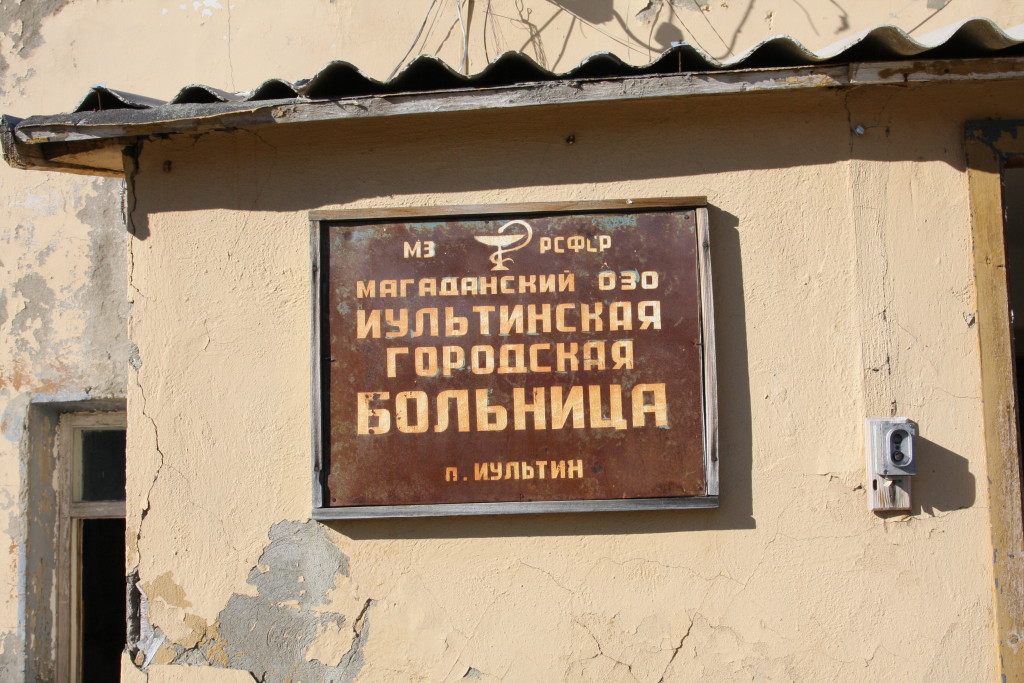 МЗ РСФСР
МАГАДАНСКИЙ ОЗО
ИУЛЬТИНСКАЯ
ГОРОДСКАЯ
БОЛЬНИЦА
п. ИУЛЬТИН